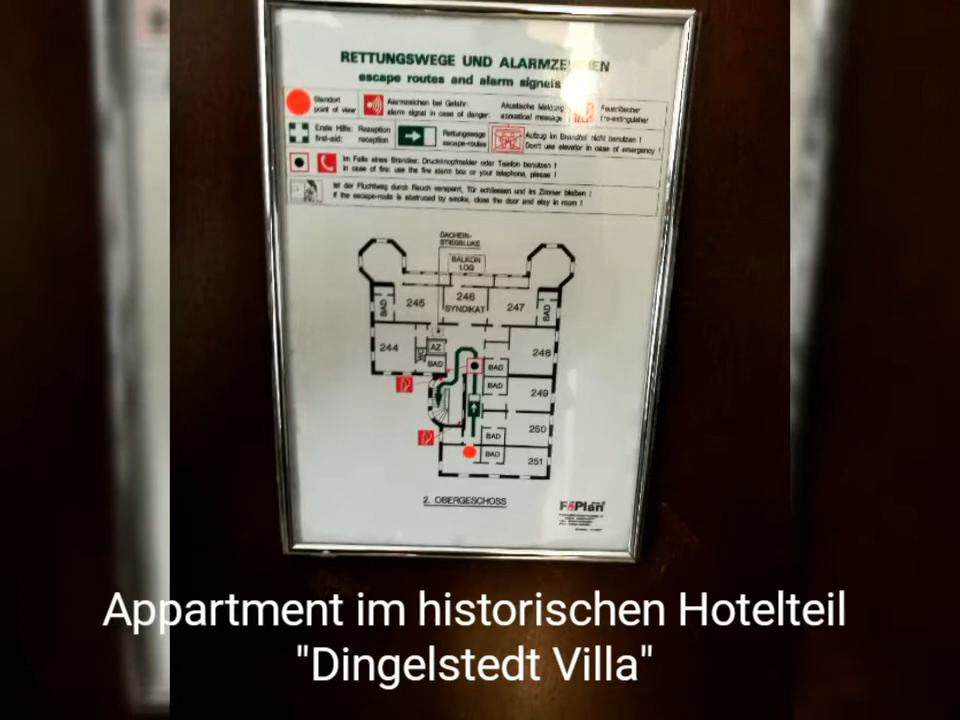 RETTUNGSWEGE UND ALARMZEICHEN
escape routes and alarm signals
Standort
point of view
Alarmzeichen bei Gefahr:
alarm signal in case of danger:
Akustische Meldung
acoustical message
Feuerlöscher
fire-extinguisher
Erste Hilfe: Rezeption
first-aid: reception
Rettungswege
escape-routes
Aufzug im Brandfall nicht benutzen !
Don't use elevator in case of emergency !
Im Falle eines Brandes: Druckknopfmelder oder Telefon benutzen !
In case of fire: use the fire alarm box or your telephone, please !
Ist der Fluchtweg durch Rauch versperrt, Tür schliessen und im Zimmer bleiben !
If the escape-route is obstrused by smoke, close the door and stay in room !
DACHEIN-
STIEGSLUKE
BALKON
LOG
245
246
SYNDIKAT
247
BAD
BAD
244
AZ
BAD
248
BAD
BAD
249
250
BAD
BAD
251
2. OBERGESCHOSS
FöPlan
Appartment im historischen Hotelteil
"Dingelstedt Villa"